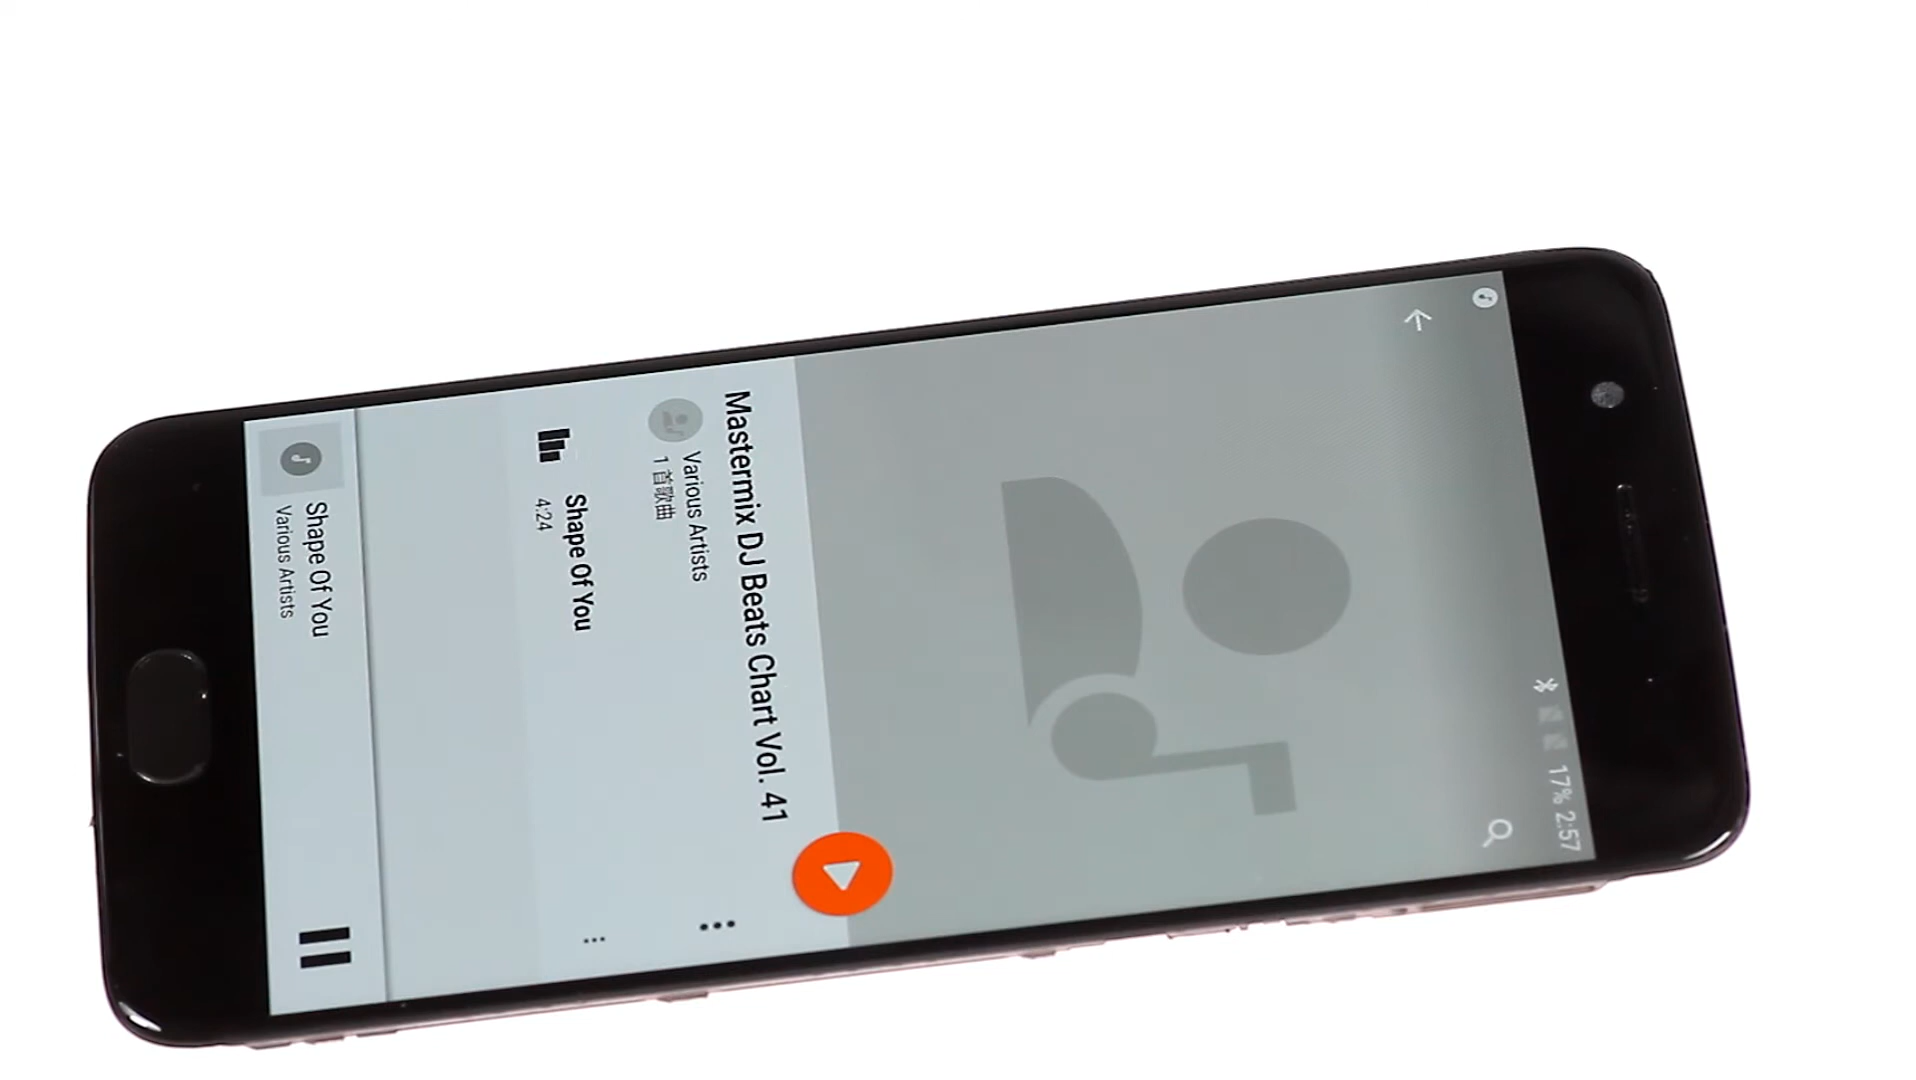 17% 2:57
Mastermix DJ Beats Chart Vol. 41
Various Artists
1 首歌曲
Shape Of You
4:24
Shape Of You
Various Artists